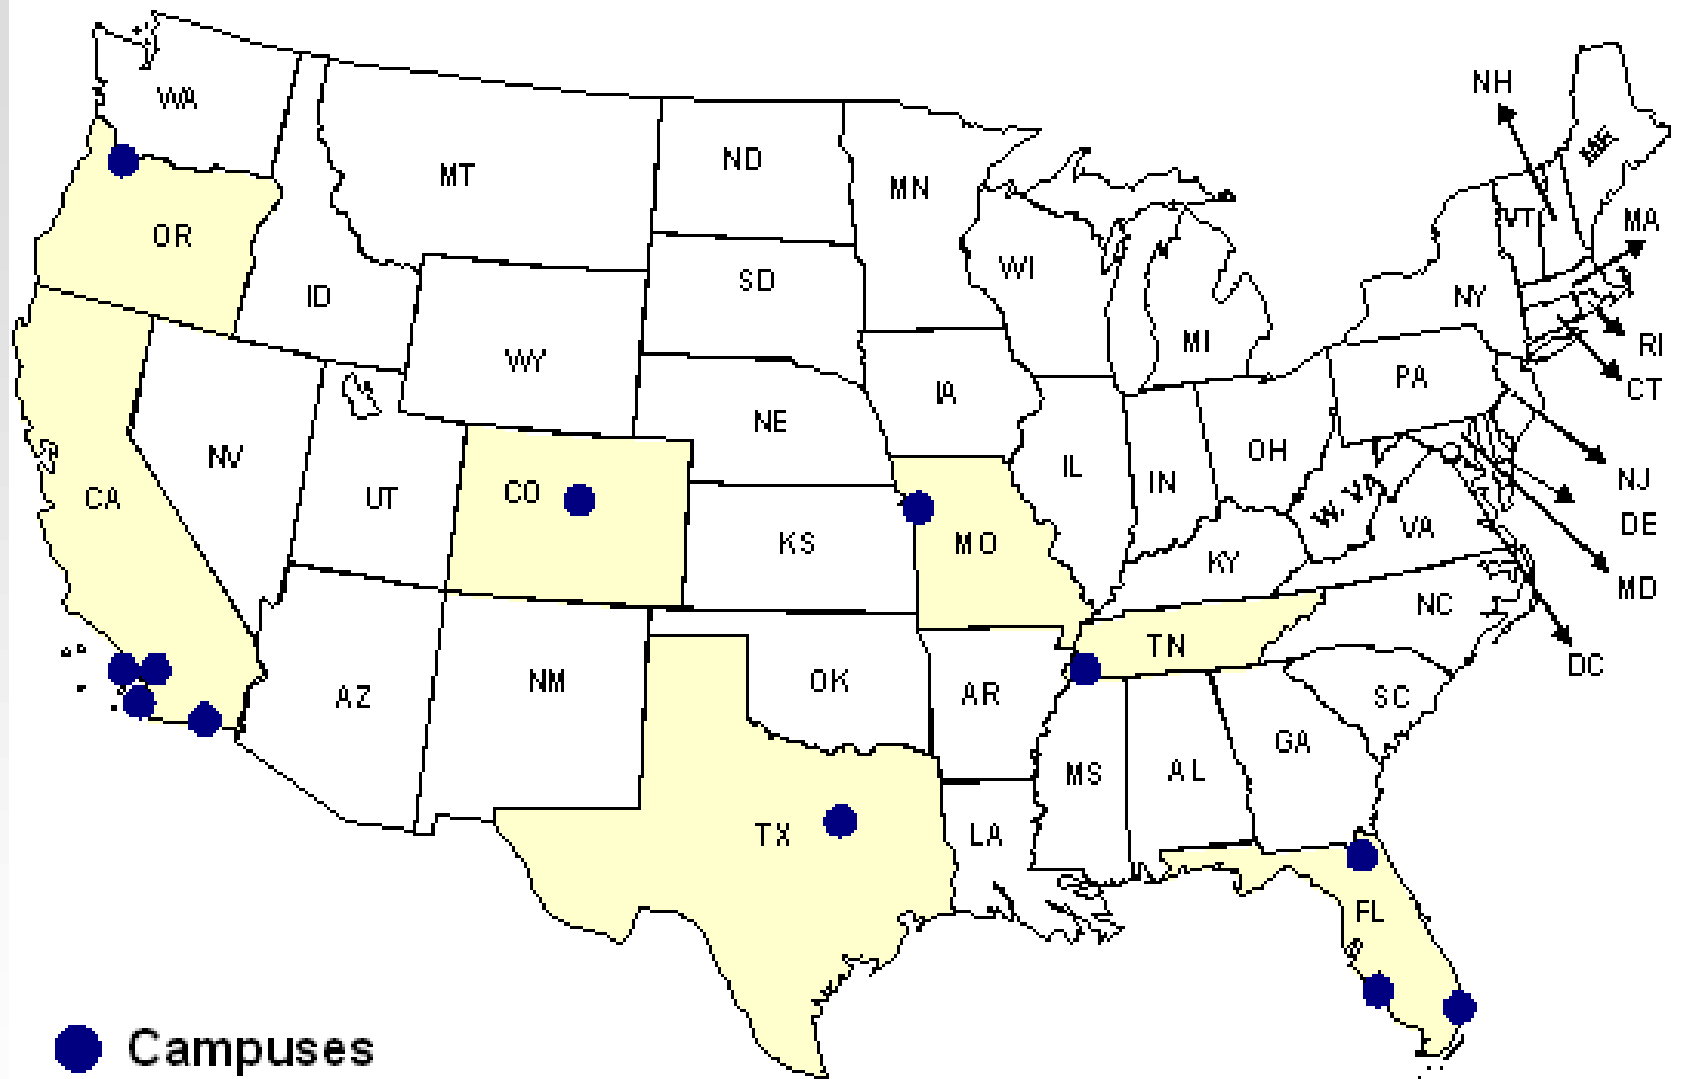 NH
WA
ME
ND
MT
MN
VT
MA
OR
WI
SD
ID
NY
MI
RI
WY
PA
CT
IA
NE
OH
NV
IL
IN
NJ
CO
CA
UT
W. VA
DE
VA
KS
MO
KY
MD
NC
TN
DC
OK
NM
AR
AZ
SC
GA
MS
AL
TX
LA
FL
Campuses